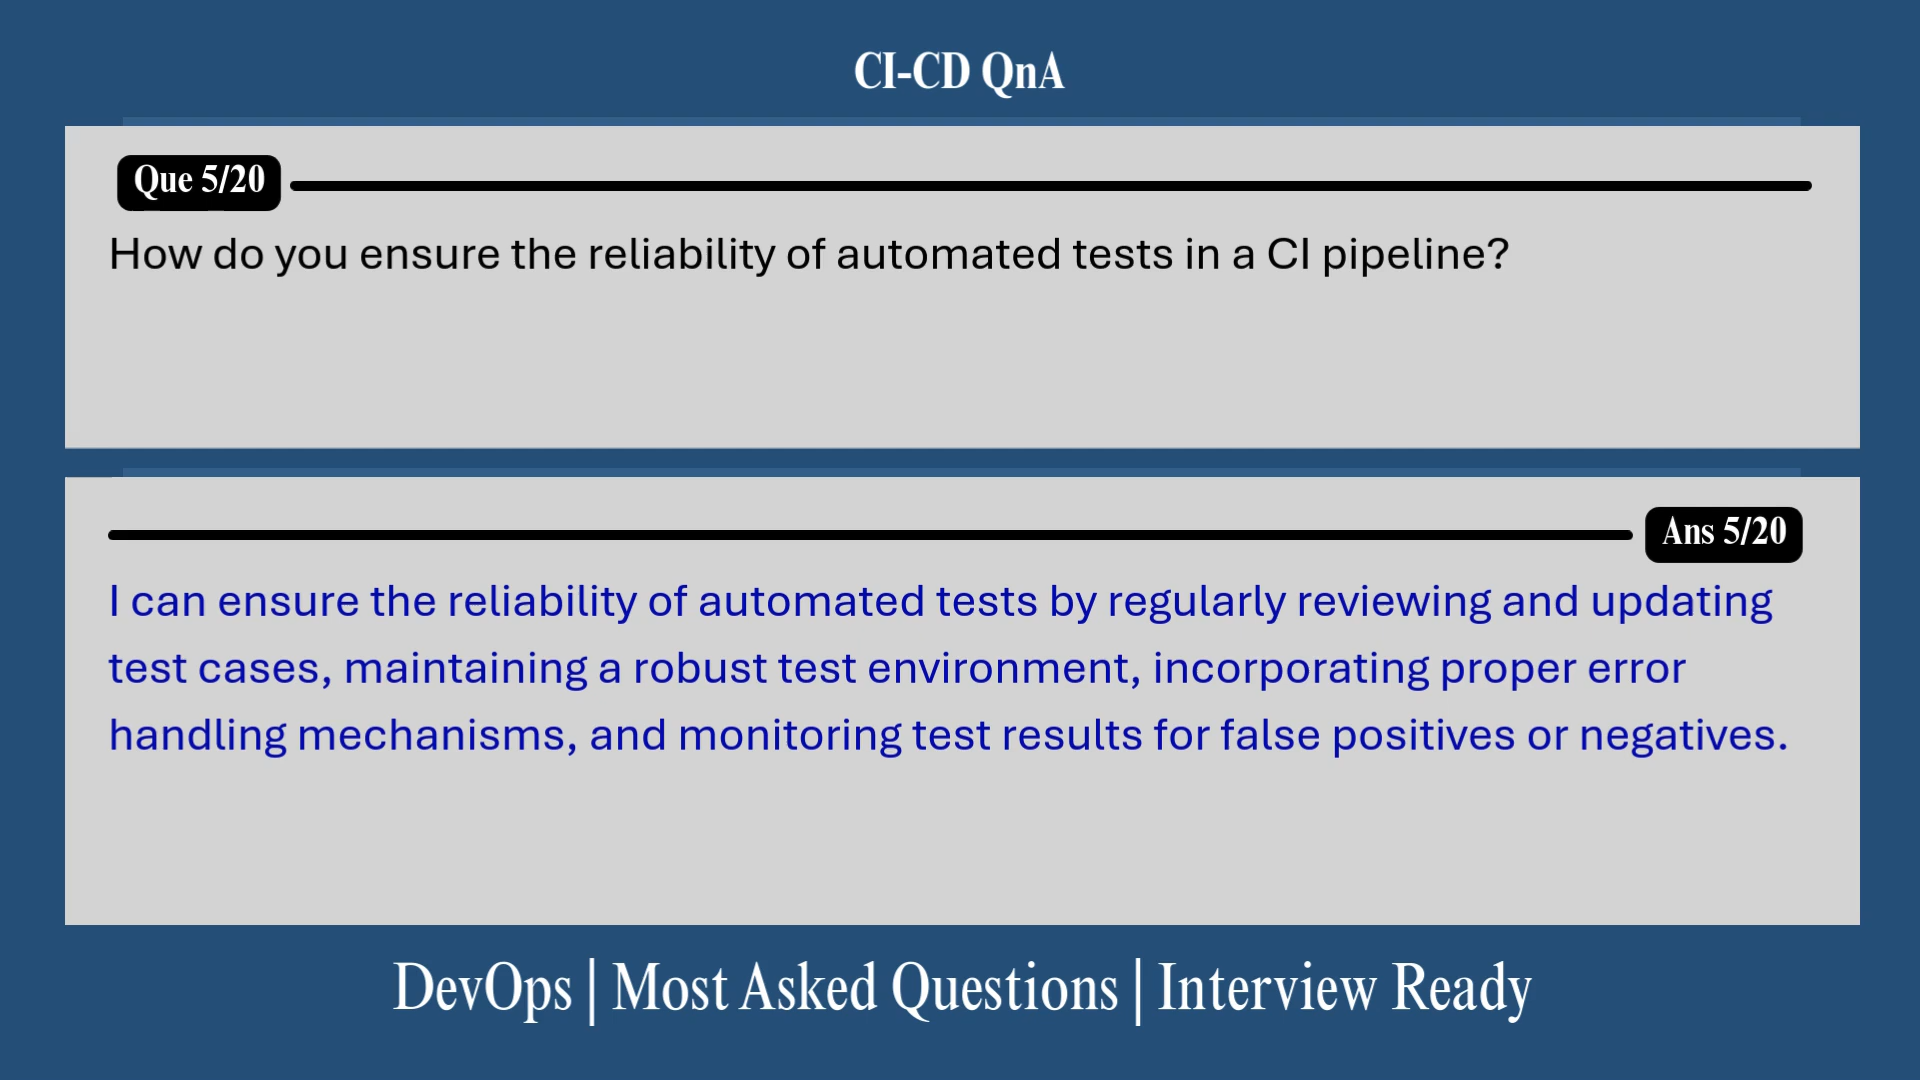 CI-CD QnA
Que 5/20
How do you ensure the reliability of automated tests in a CI pipeline?
Ans 5/20
I can ensure the reliability of automated tests by regularly reviewing and updating
test cases, maintaining a robust test environment, incorporating proper error
handling mechanisms, and monitoring test results for false positives or negatives.
DevOps | Most Asked Questions | Interview Ready